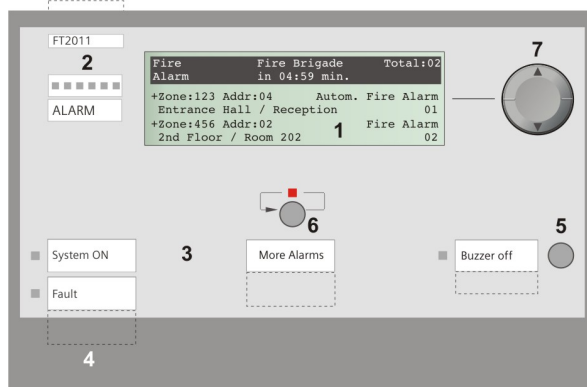 FT2011
2
ALARM
Fire Fire Brigade Total:02
Alarm in 04:59 min.
+Zone:123 Addr:04 Autom. Fire Alarm
Entrance Hall / Reception 01
+Zone:456 Addr:02 Fire Alarm
2nd Floor / Room 202 02
1
7
6
5
System ON
3
More Alarms
Buzzer off
Fault
4